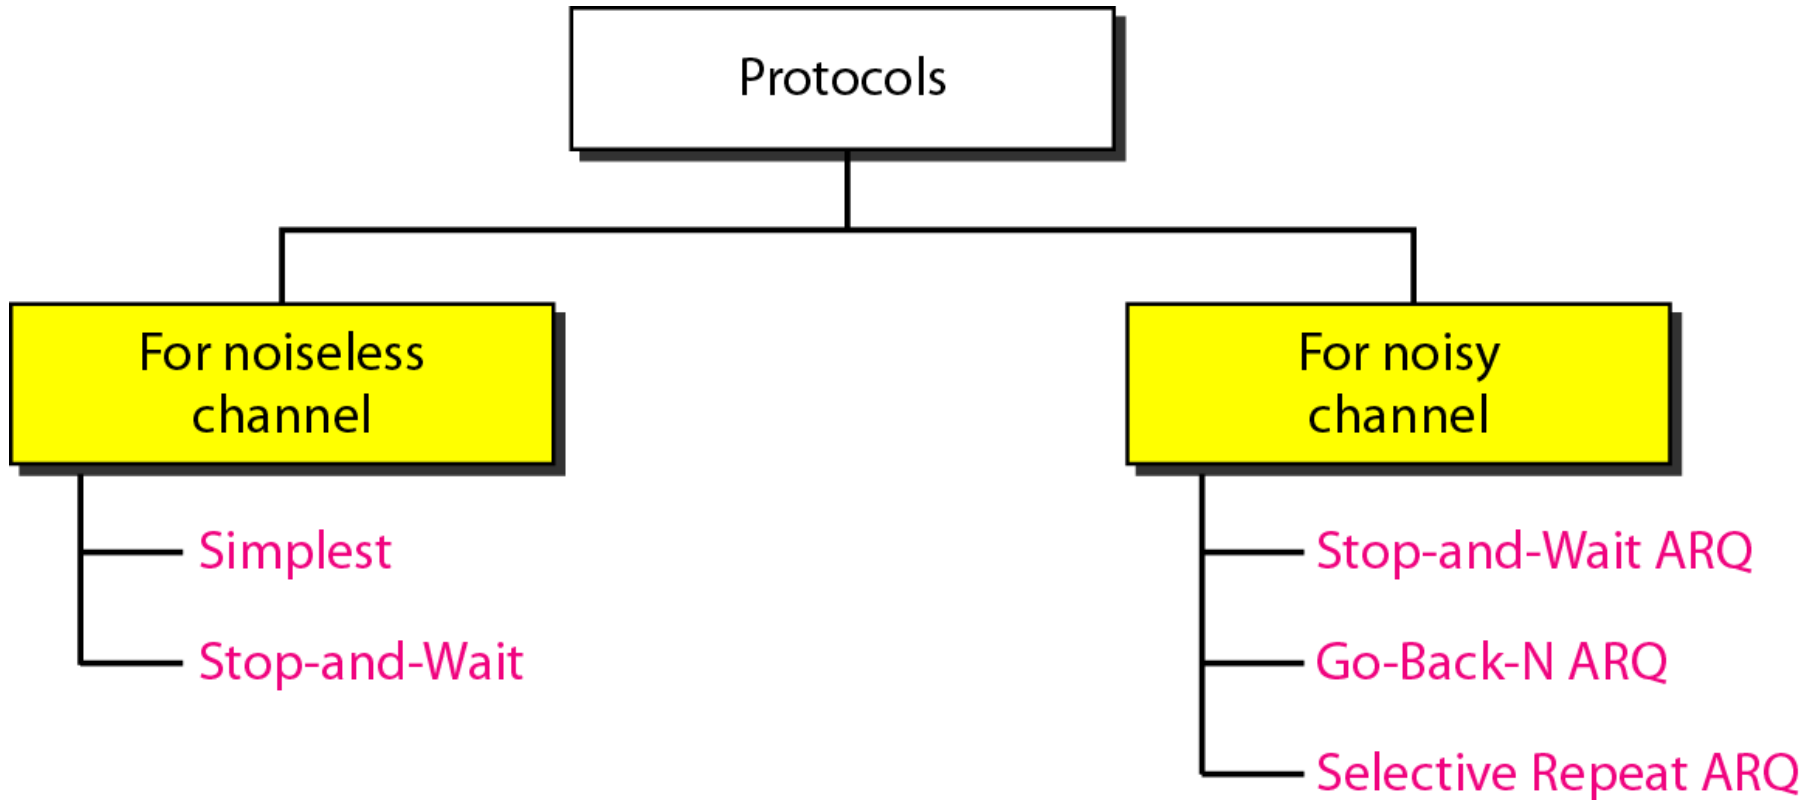 Protocols
For noiseless
channel
Simplest
Stop-and-Wait
For noisy
channel
Stop-and-Wait ARQ
Go-Back-N ARQ
Selective Repeat ARQ